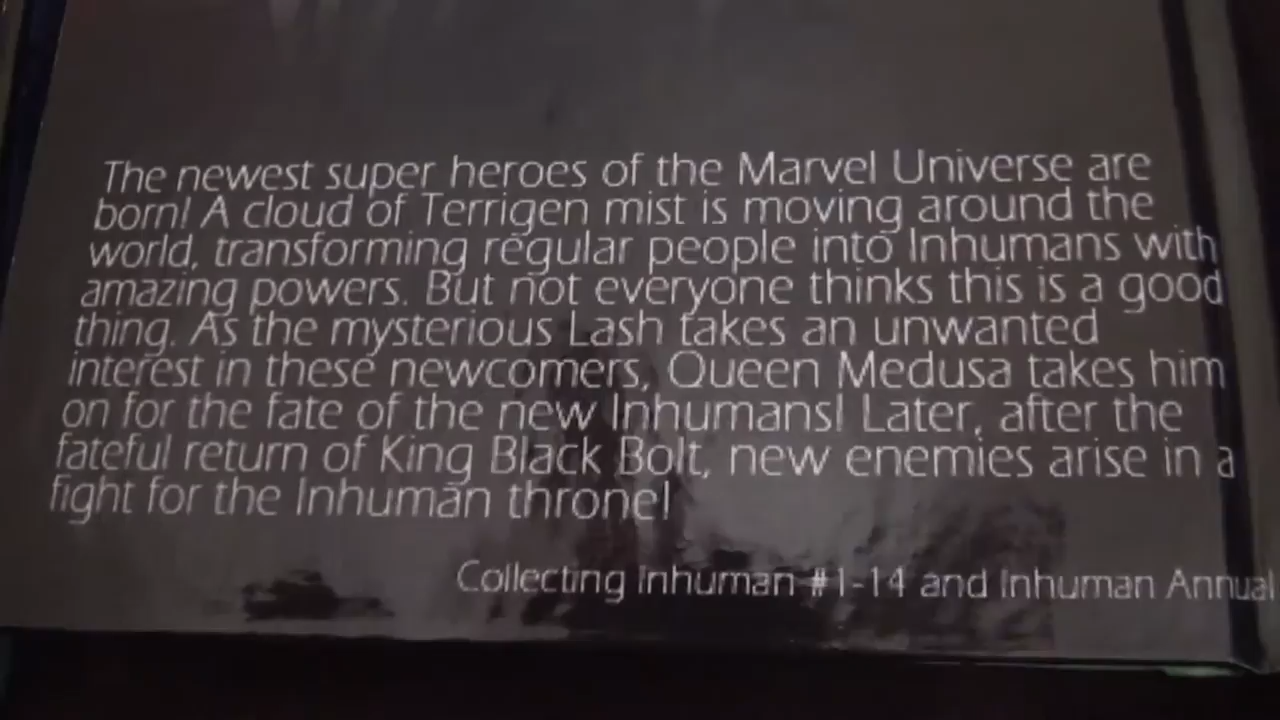 The newest super heroes of the Marvel Universe are
born! A cloud of Terrigen mist is moving around the
world, transforming regular people into Inhumans with
amazing powers. But not everyone thinks this is a good
thing. As the mysterious Lash takes an unwanted
interest in these newcomers, Queen Medusa takes him
on for the fate of the new Inhumans! Later, after the
fateful return of King Black Bolt, new enemies arise in a
fight for the Inhuman throne!
Collecting Inhuman #1-14 and Inhuman Annual